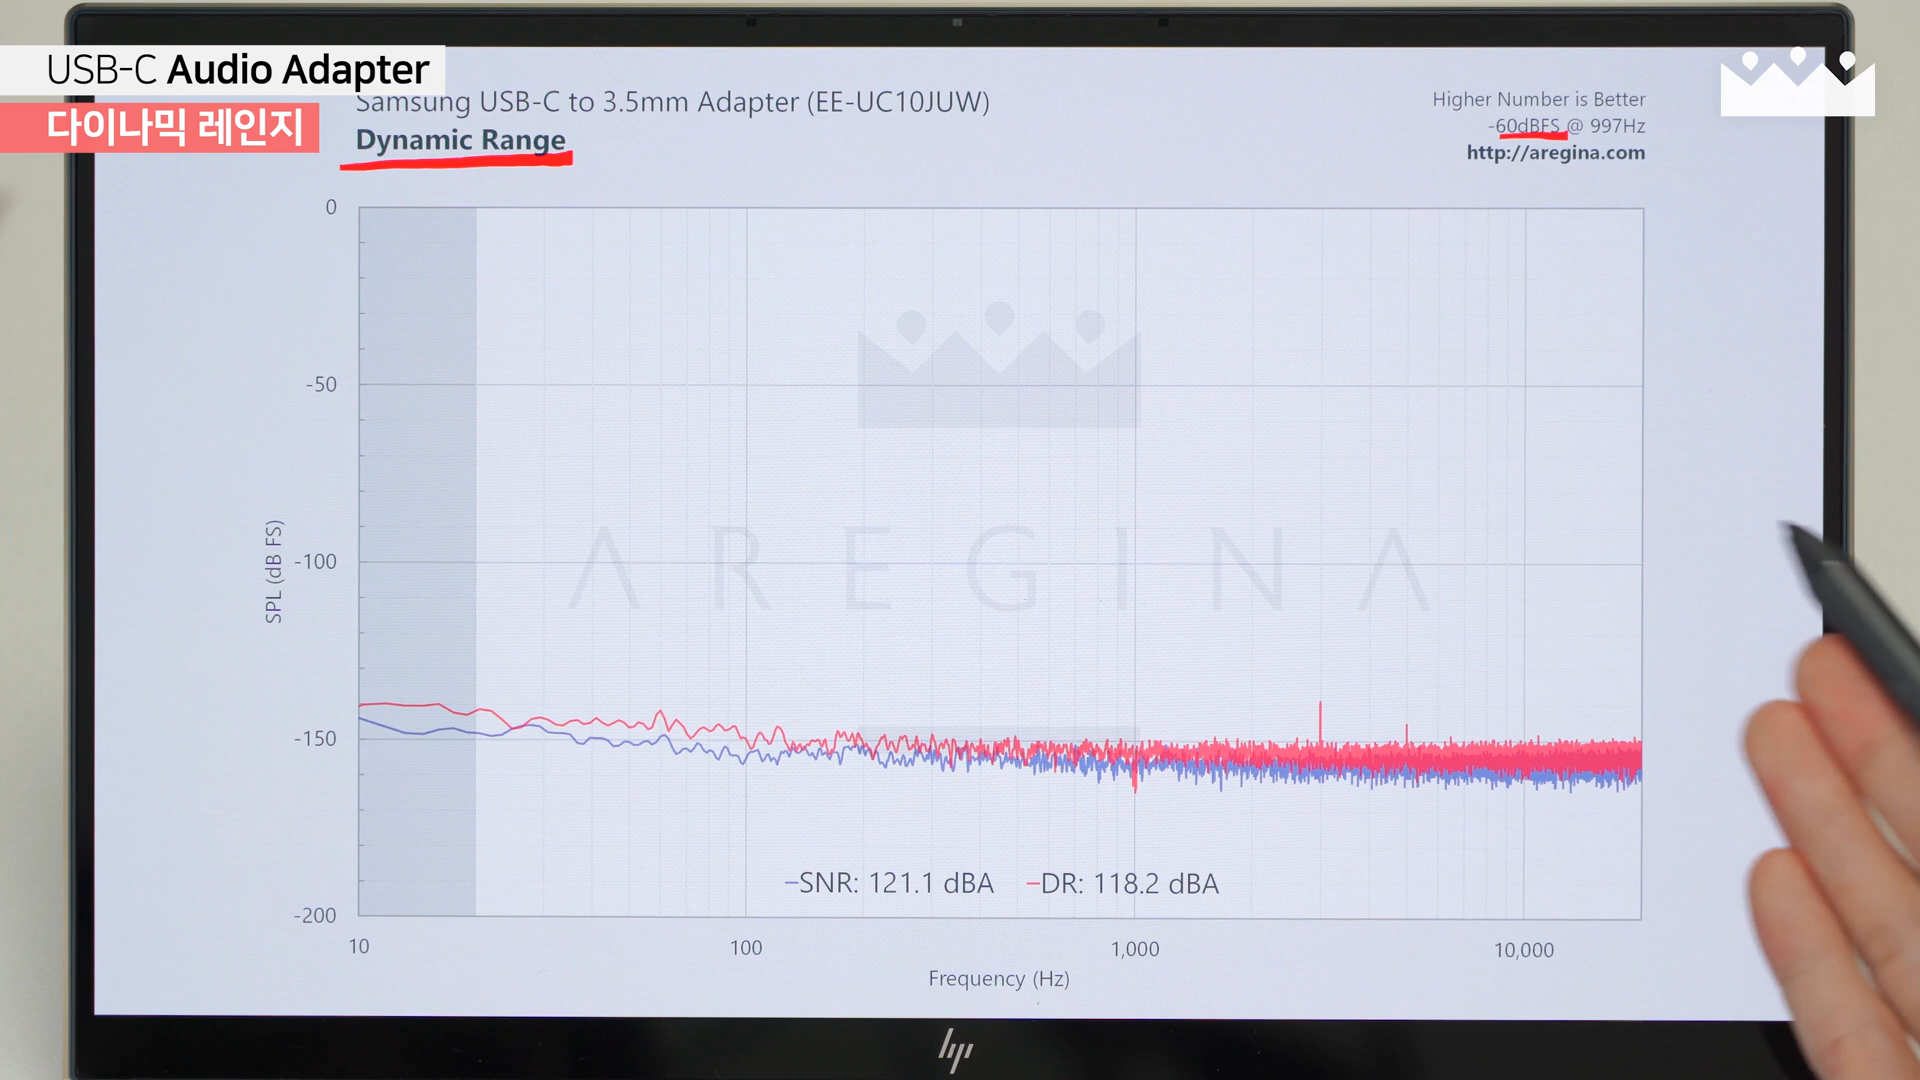 USB-C Audio Adapter
다이나믹 레인지
Samsung USB-C to 3.5mm Adapter (EE-UC10JUW)
Dynamic Range
Higher Number is Better
-60dBFS @ 997Hz
http://aregina.com
0
-50
-100
-150
-200
SPL (dB FS)
AREGINA
SNR: 121.1 dBA
DR: 118.2 dBA
10
100
1,000
10,000
Frequency (Hz)
hp